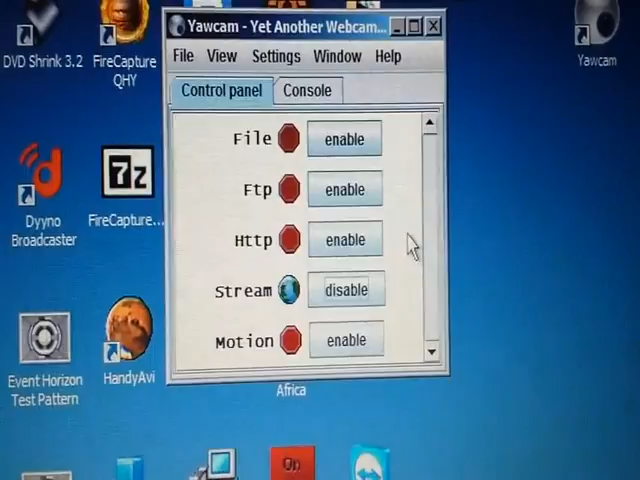 Yawcam - Yet Another Webcam...
File View Settings Window Help
Control panel Console
File enable
Ftp enable
Http enable
Stream disable
Motion enable
DVD Shrink 3.2
FireCapture
QHY
Yawcam
Dyyno
Broadcaster
7z
FireCapture...
Event Horizon
Test Pattern
HandyAvi
Africa
On